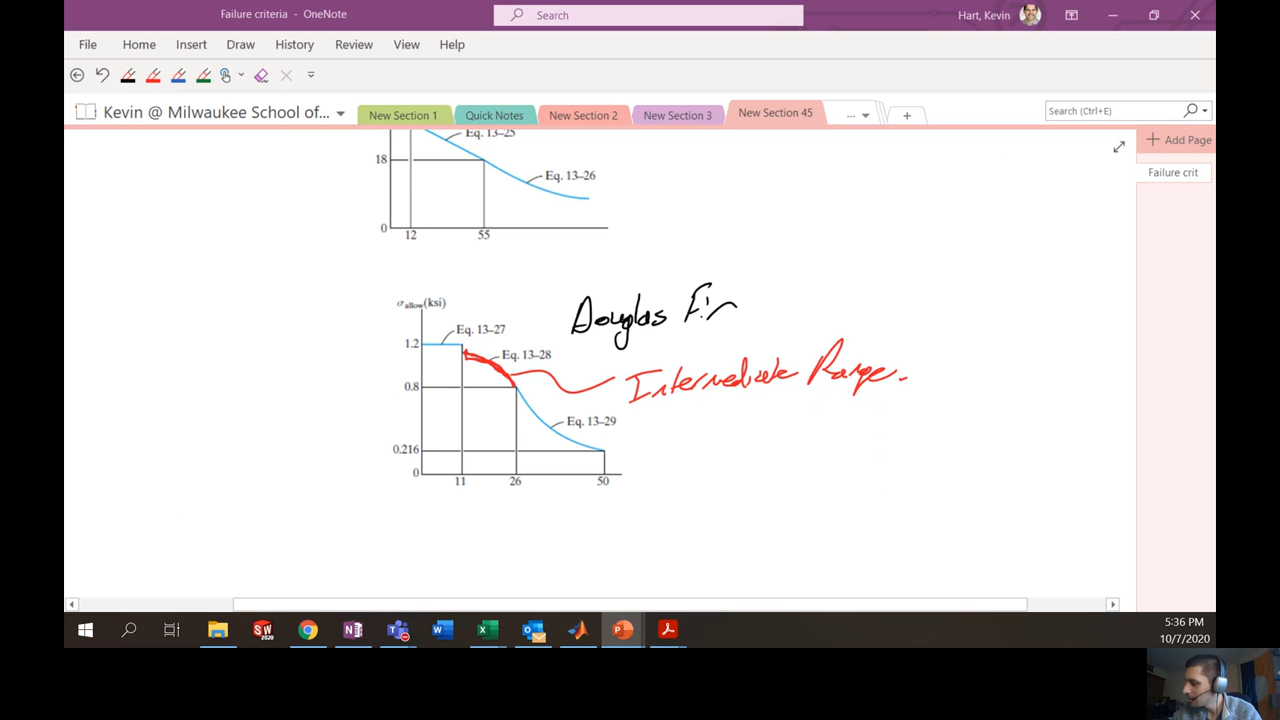 Failure criteria - OneNote
Search
Hart, Kevin
File Home Insert Draw History Review View Help
Kevin @ Milwaukee School of...
New Section 1
Quick Notes
New Section 2
New Section 3
New Section 45
...
Search (Ctrl+E)
Add Page
Failure crit
Eq. 13–25
18
Eq. 13–26
0
12 55
σallow(ksi)
Douglas Fir
Eq. 13–27
1.2
Eq. 13–28
Intermediate Range.
0.8
Eq. 13–29
0.216
0
11 26 50
5:36 PM
10/7/2020